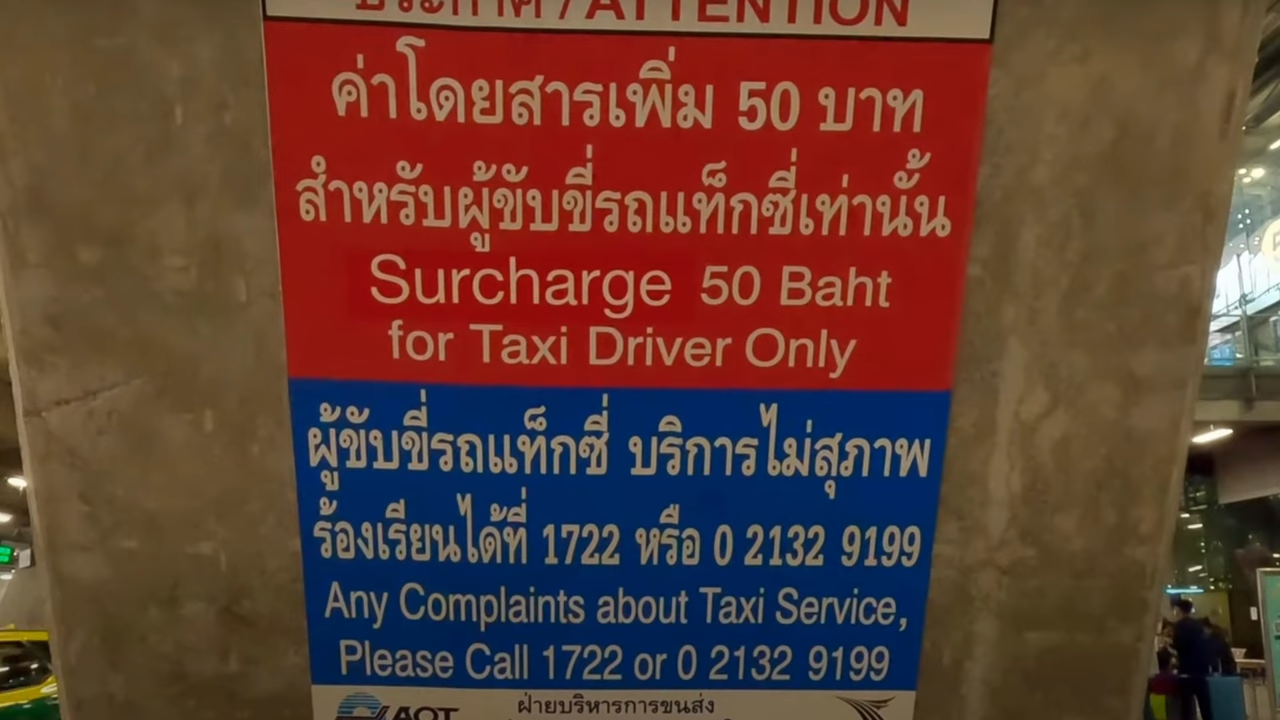 ประกาศ / ATTENTION
ค่าโดยสารเพิ่ม 50 บาท
สำหรับผู้ขับขี่รถแท็กซี่เท่านั้น
Surcharge 50 Baht
for Taxi Driver Only
ผู้ขับขี่รถแท็กซี่ บริการไม่สุภาพ
ร้องเรียนได้ที่ 1722 หรือ 0 2132 9199
Any Complaints about Taxi Service,
Please Call 1722 or 0 2132 9199
AOT
ฝ่ายบริหารการขนส่ง